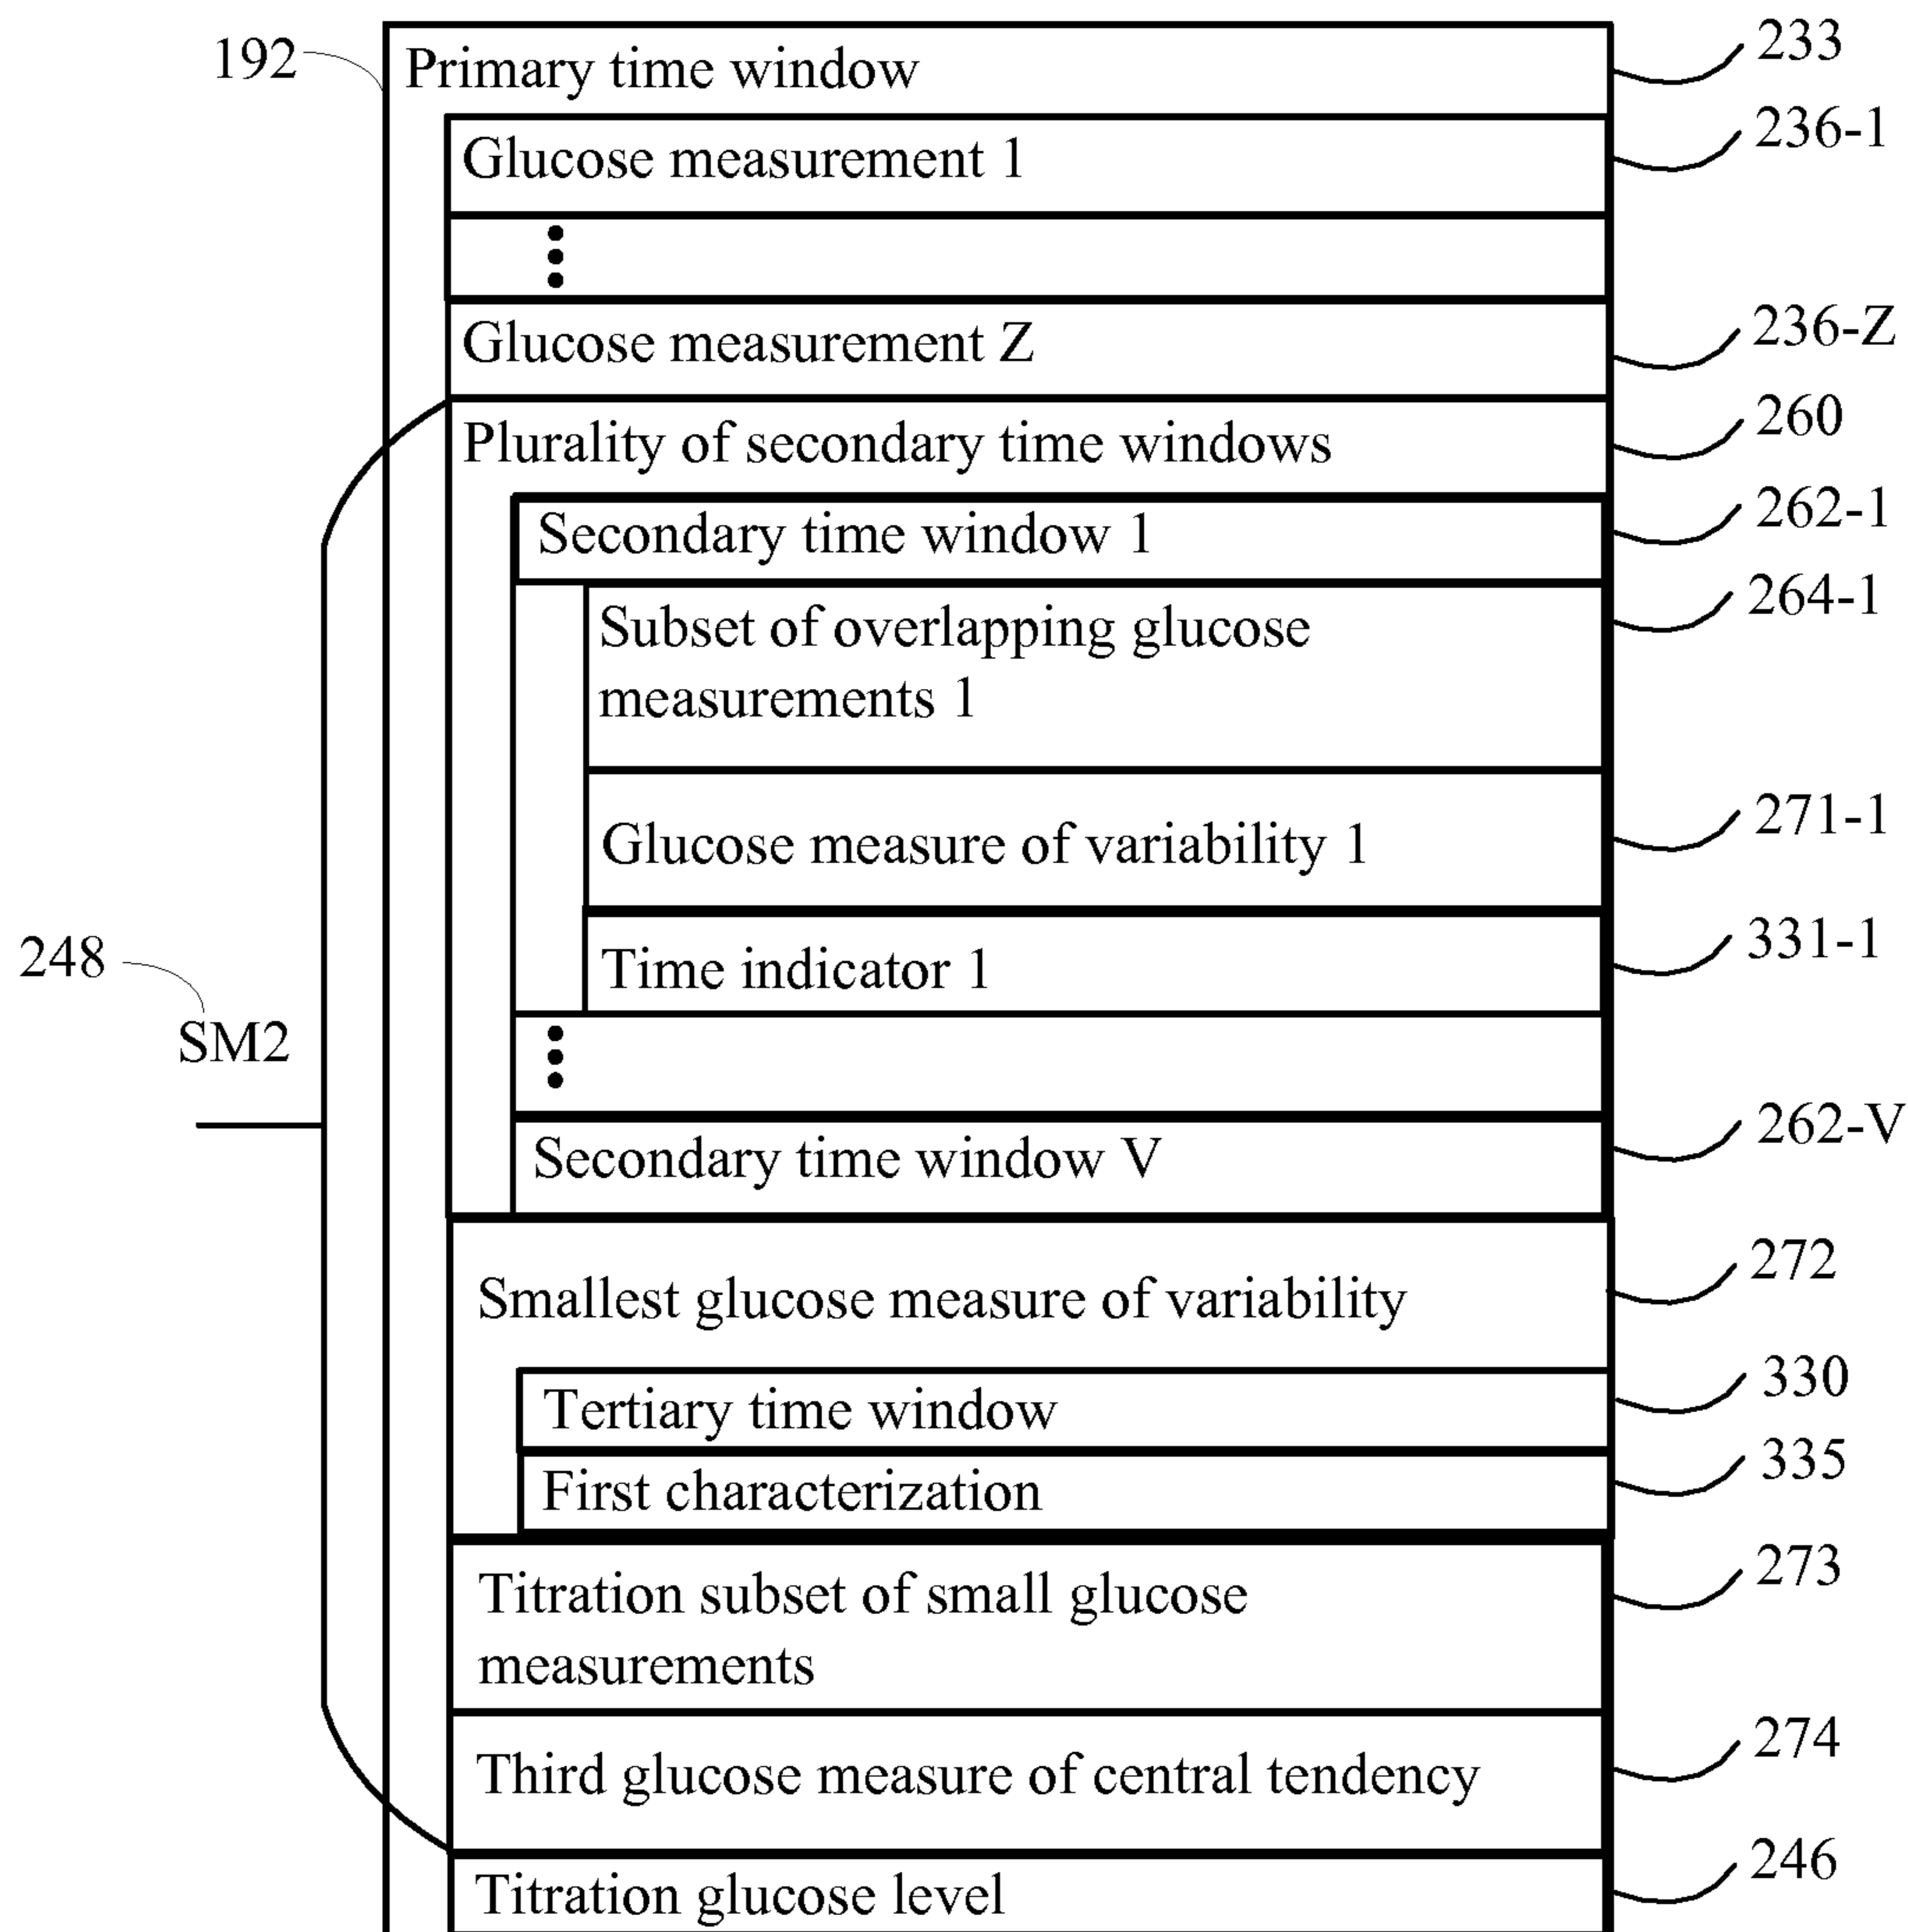 192
Primary time window
233
Glucose measurement 1
236-1
Glucose measurement Z
236-Z
Plurality of secondary time windows
260
Secondary time window 1
262-1
Subset of overlapping glucose
measurements 1
264-1
Glucose measure of variability 1
271-1
Time indicator 1
331-1
248
SM2
Secondary time window V
262-V
Smallest glucose measure of variability
272
Tertiary time window
330
First characterization
335
Titration subset of small glucose
measurements
273
Third glucose measure of central tendency
274
Titration glucose level
246